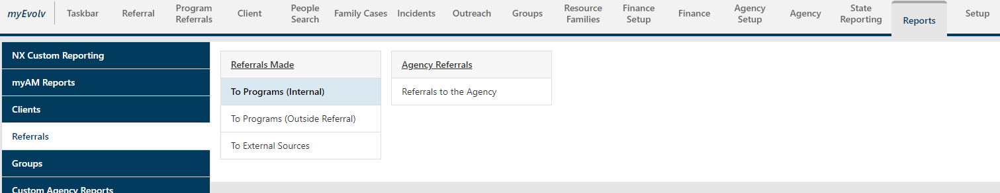 myEvolv
Taskbar
Referral
Program
Referrals
Client
People
Search
Family Cases
Incidents
Outreach
Groups
Resource
Families
Finance
Setup
Finance
Agency
Setup
Agency
State
Reporting
Reports
Setup
NX Custom Reporting
myAM Reports
Clients
Referrals
Groups
Custom Agency Reports
Referrals Made
To Programs (Internal)
To Programs (Outside Referral)
To External Sources
Agency Referrals
Referrals to the Agency